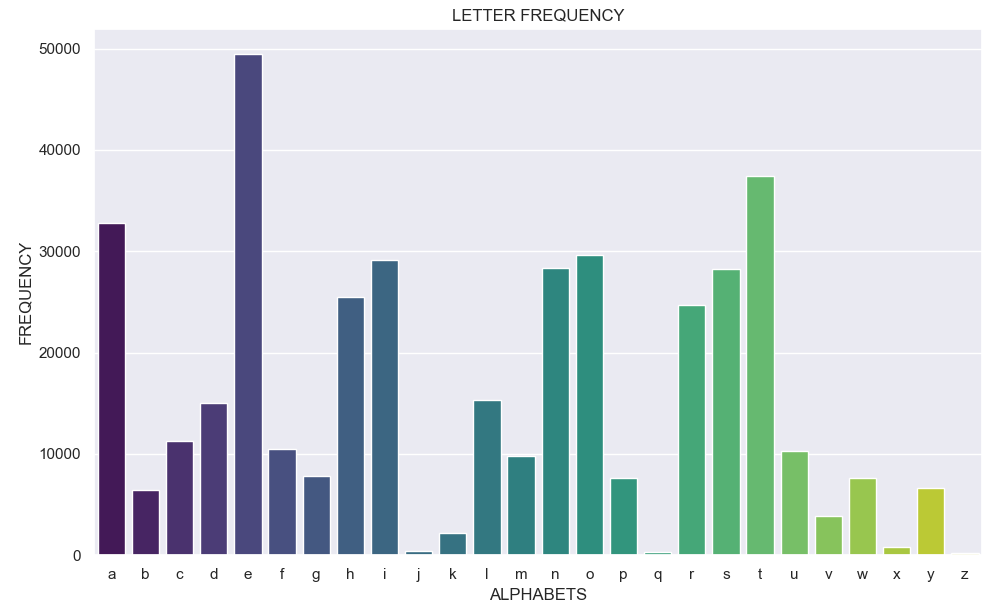 LETTER FREQUENCY
FREQUENCY
50000
40000
30000
20000
10000
0
a b c d e f g h i j k l m n o p q r s t u v w x y z
ALPHABETS